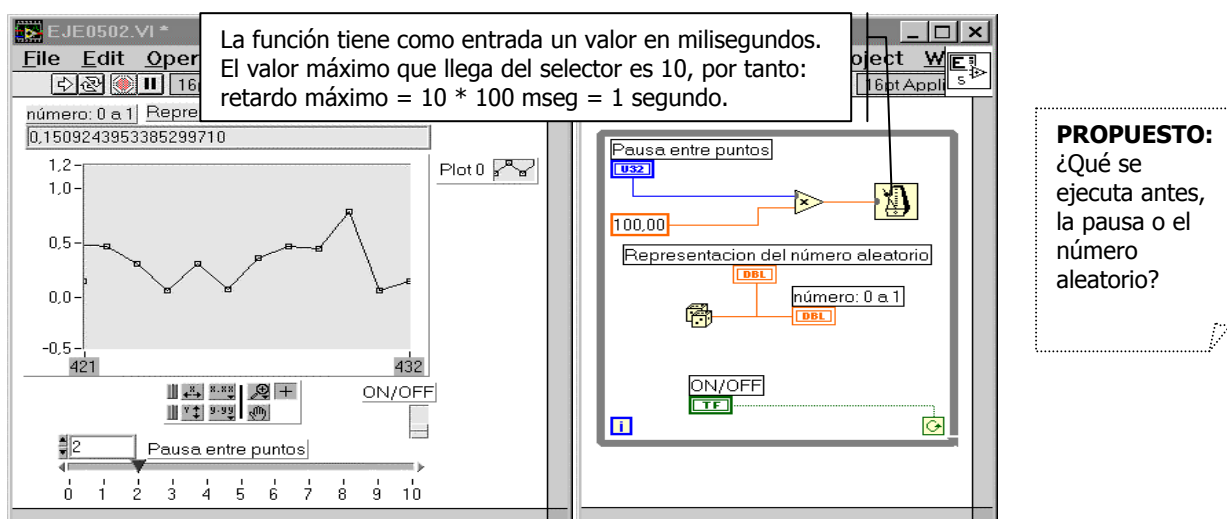 EJE0502.VI *
La función tiene como entrada un valor en milisegundos.
El valor máximo que llega del selector es 10, por tanto:
retardo máximo = 10 * 100 mseg = 1 segundo.
File Edit
16
número: 0 a 1
0,1509243953385299710
Plot 0
1,2
1,0
0,5
0,0
-0,5
421 432
ON/OFF
2
Pausa entre puntos
0 1 2 3 4 5 6 7 8 9 10
Pausa entre puntos
U32
100,00
Representacion del número aleatorio
DBL
número: 0 a 1
DBL
ON/OFF
TF
i
PROPUESTO:
¿Qué se
ejecuta antes,
la pausa o el
número
aleatorio?